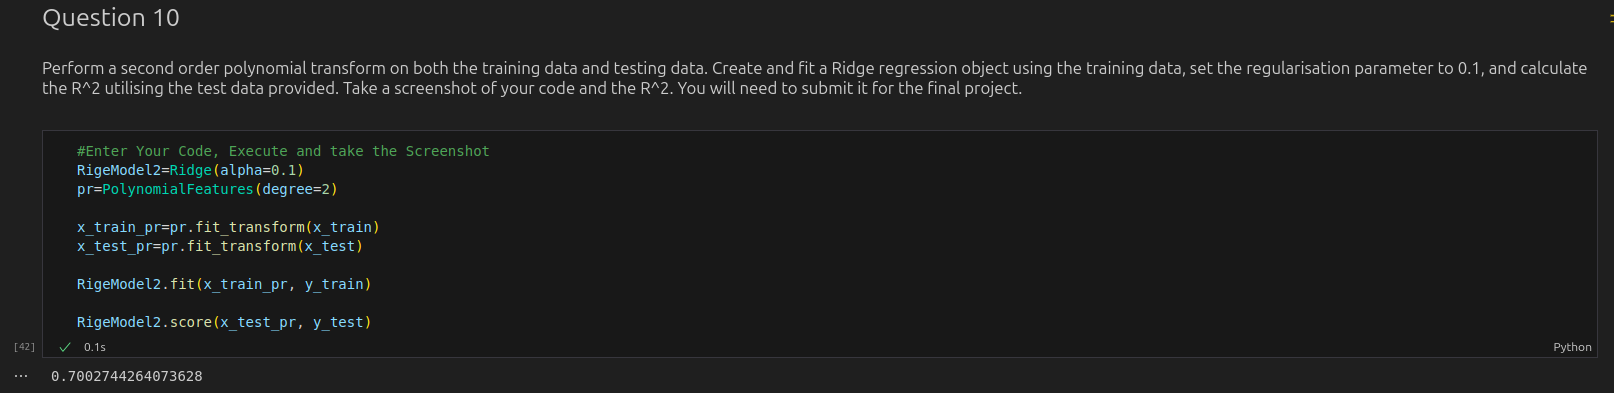 Question 10
Perform a second order polynomial transform on both the training data and testing data. Create and fit a Ridge regression object using the training data, set the regularisation parameter to 0.1, and calculate
the R^2 utilising the test data provided. Take a screenshot of your code and the R^2. You will need to submit it for the final project.
#Enter Your Code, Execute and take the Screenshot
RigeModel2=Ridge(alpha=0.1)
pr=PolynomialFeatures(degree=2)
x_train_pr=pr.fit_transform(x_train)
x_test_pr=pr.fit_transform(x_test)
RigeModel2.fit(x_train_pr, y_train)
RigeModel2.score(x_test_pr, y_test)
[42] ✓ 0.1s Python
... 0.7002744264073628